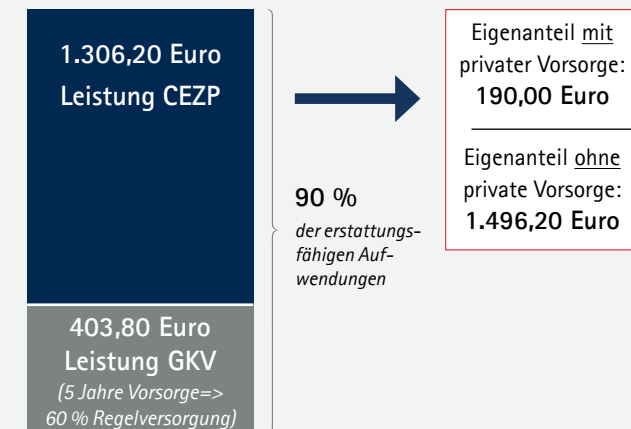 1.306,20 Euro
Leistung CEZP
403,80 Euro
Leistung GKV
(5 Jahre Vorsorge=>
60 % Regelversorgung)
90 %
der erstattungs-
fähigen Auf-
wendungen
Eigenanteil mit
privater Vorsorge:
190,00 Euro
Eigenanteil ohne
private Vorsorge:
1.496,20 Euro